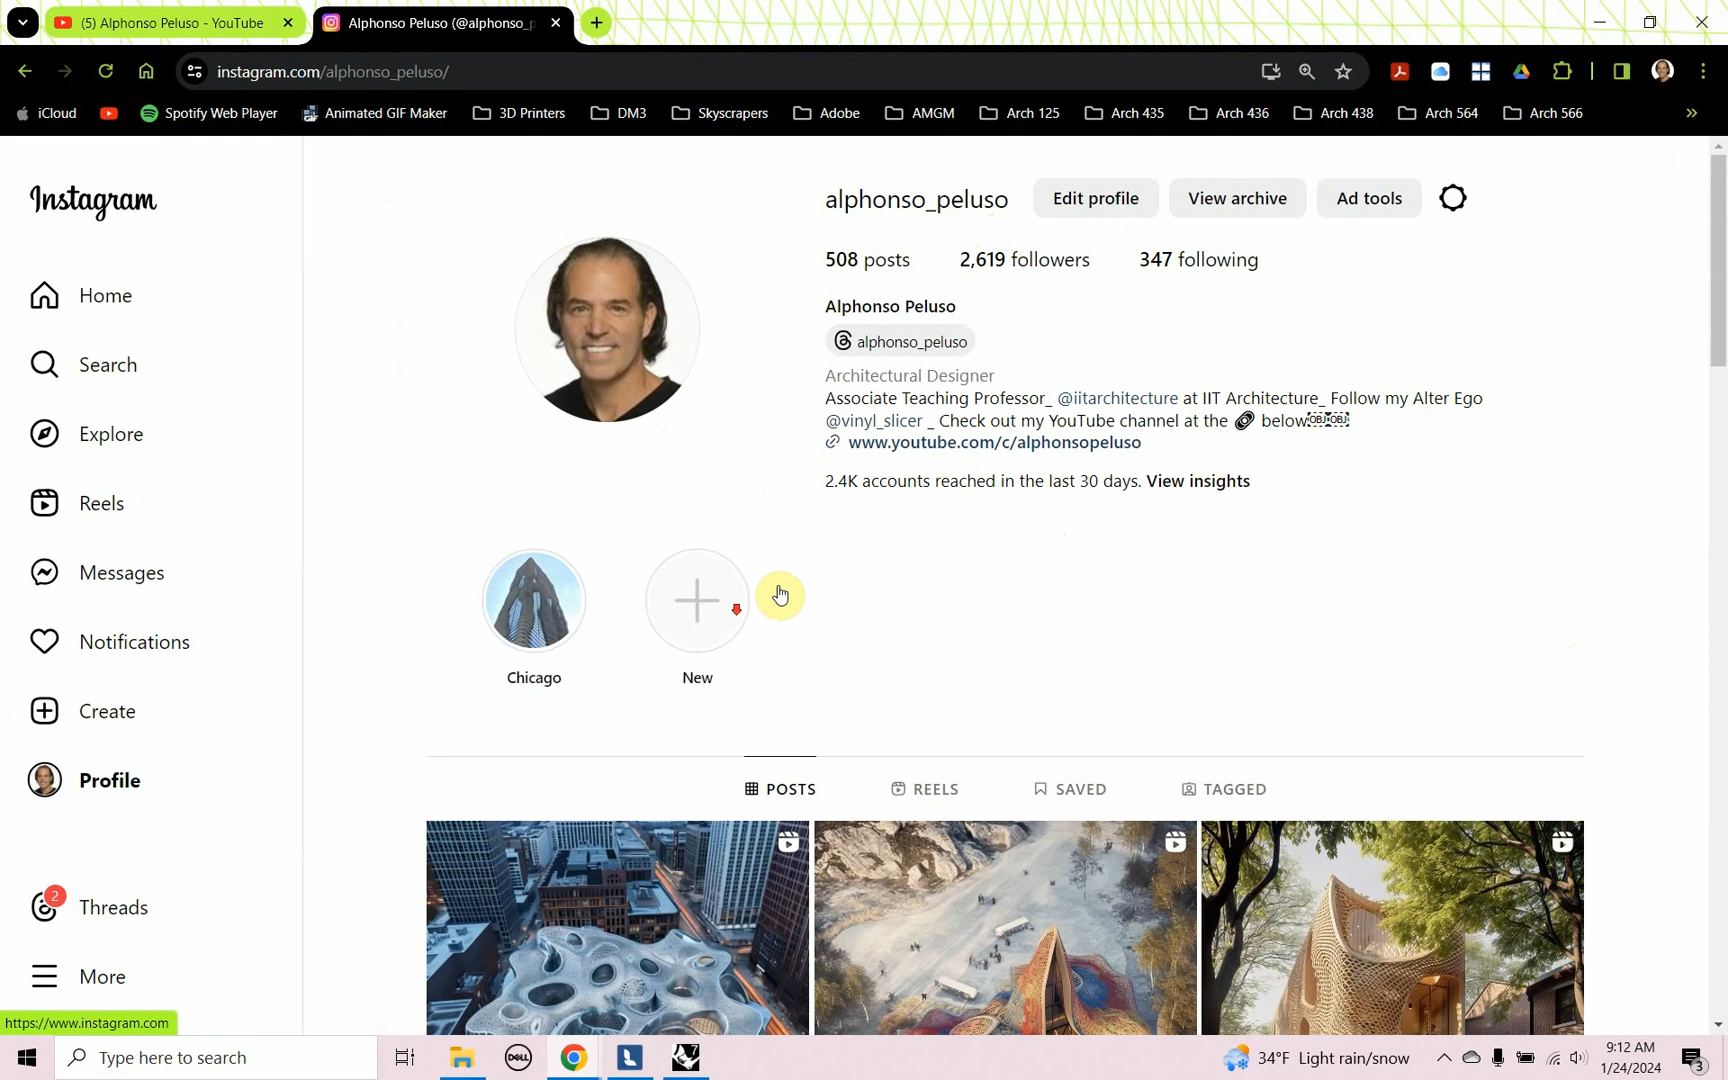 (5) Alphonso Peluso - YouTube
Alphonso Peluso (@alphonso_p
instagram.com/alphonso_peluso/
iCloud
Spotify Web Player
Animated GIF Maker
3D Printers
DM3
Skyscrapers
Adobe
AMGM
Arch 125
Arch 435
Arch 436
Arch 438
Arch 564
Arch 566
»
Instagram
alphonso_peluso
Edit profile
View archive
Ad tools
508 posts
2,619 followers
347 following
Home
Alphonso Peluso
alphonso_peluso
Search
Architectural Designer
Associate Teaching Professor_ @iitarchitecture at IIT Architecture_ Follow my Alter Ego
@vinyl_slicer _ Check out my YouTube channel at the 🔗 below OBJ OBJ
www.youtube.com/c/alphonsopeluso
Explore
2.4K accounts reached in the last 30 days. View insights
Reels
Messages
Notifications
Chicago
New
Create
Profile
POSTS
REELS
SAVED
TAGGED
2
Threads
More
https://www.instagram.com
Type here to search
DELL
L
7
34°F Light rain/snow
9:12 AM
1/24/2024
3